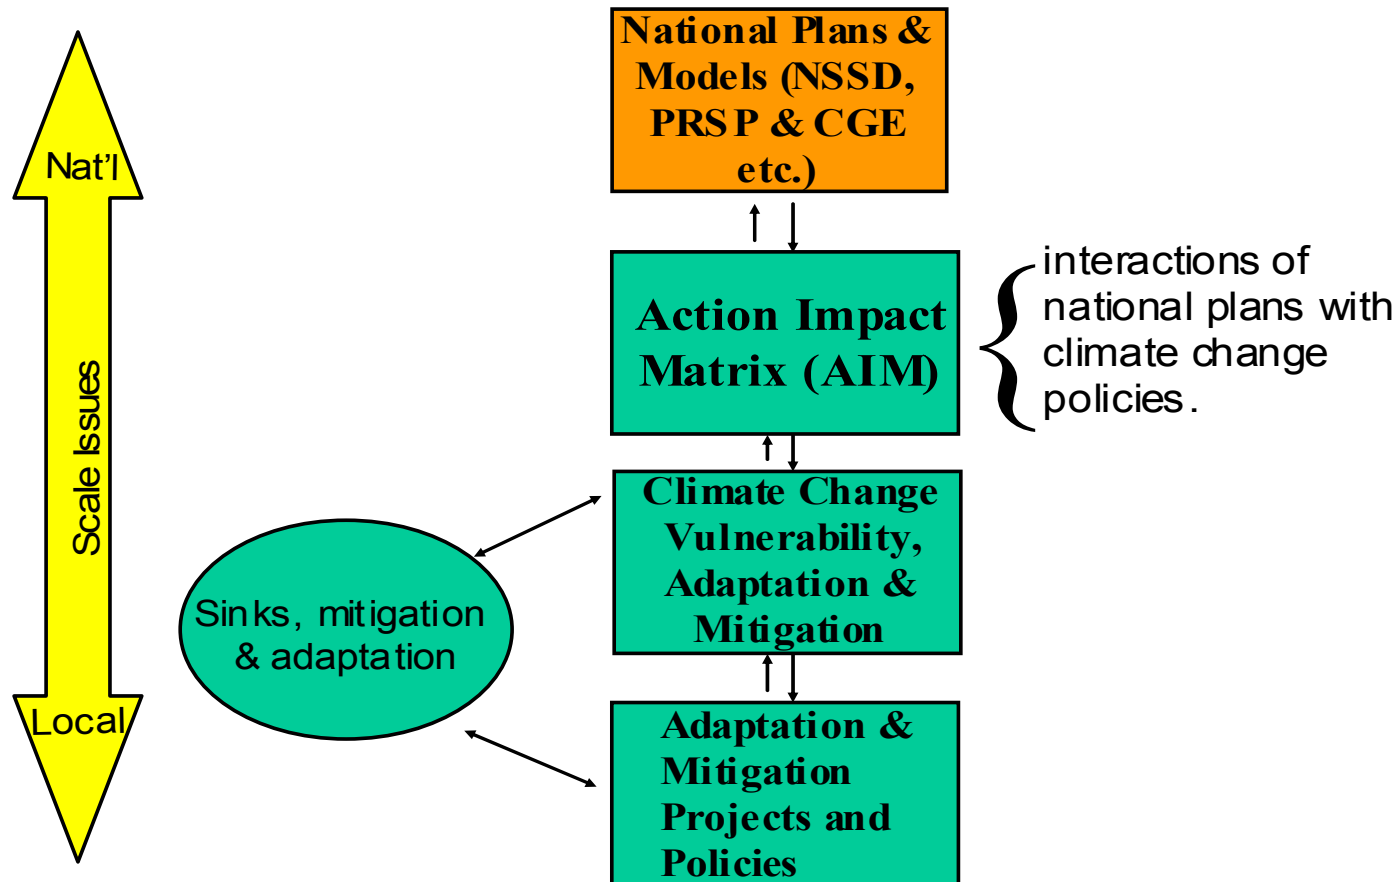 National Plans &
Models (NSSD,
PRSP & CGE
etc.)
Nat'l
Action Impact
Matrix (AIM)
{
interactions of
national plans with
climate change
policies.
Scale Issues
Climate Change
Vulnerability,
Adaptation &
Mitigation
Sinks, mitigation
& adaptation
Local
Adaptation &
Mitigation
Projects and
Policies